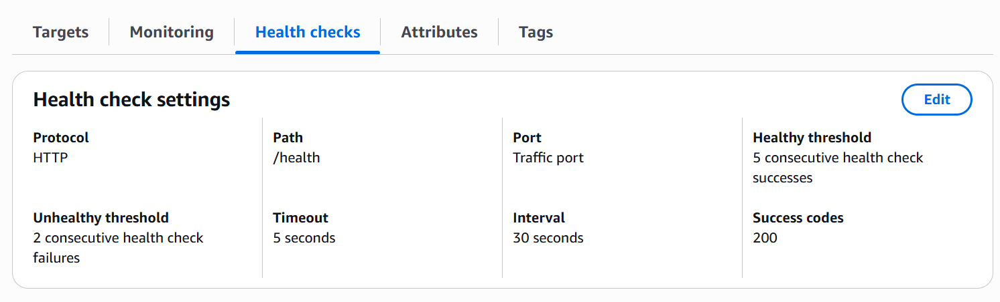 Targets
Monitoring
Health checks
Attributes
Tags
Health check settings
Edit
Protocol
HTTP
Path
/health
Port
Traffic port
Healthy threshold
5 consecutive health check
successes
Unhealthy threshold
2 consecutive health check
failures
Timeout
5 seconds
Interval
30 seconds
Success codes
200